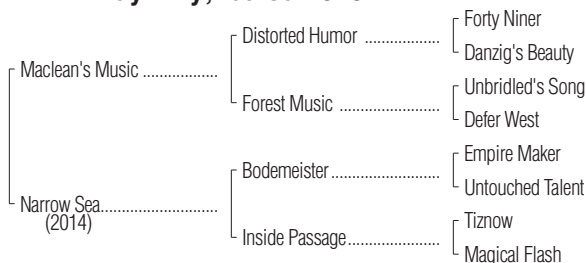 Forty Niner
Distorted Humor ..................
Danzig's Beauty
Maclean's Music ..................
Unbridled's Song
Forest Music ........................
Defer West
Empire Maker
Bodemeister..........................
Untouched Talent
Narrow Sea............................
(2014)
Tiznow
Inside Passage......................
Magical Flash